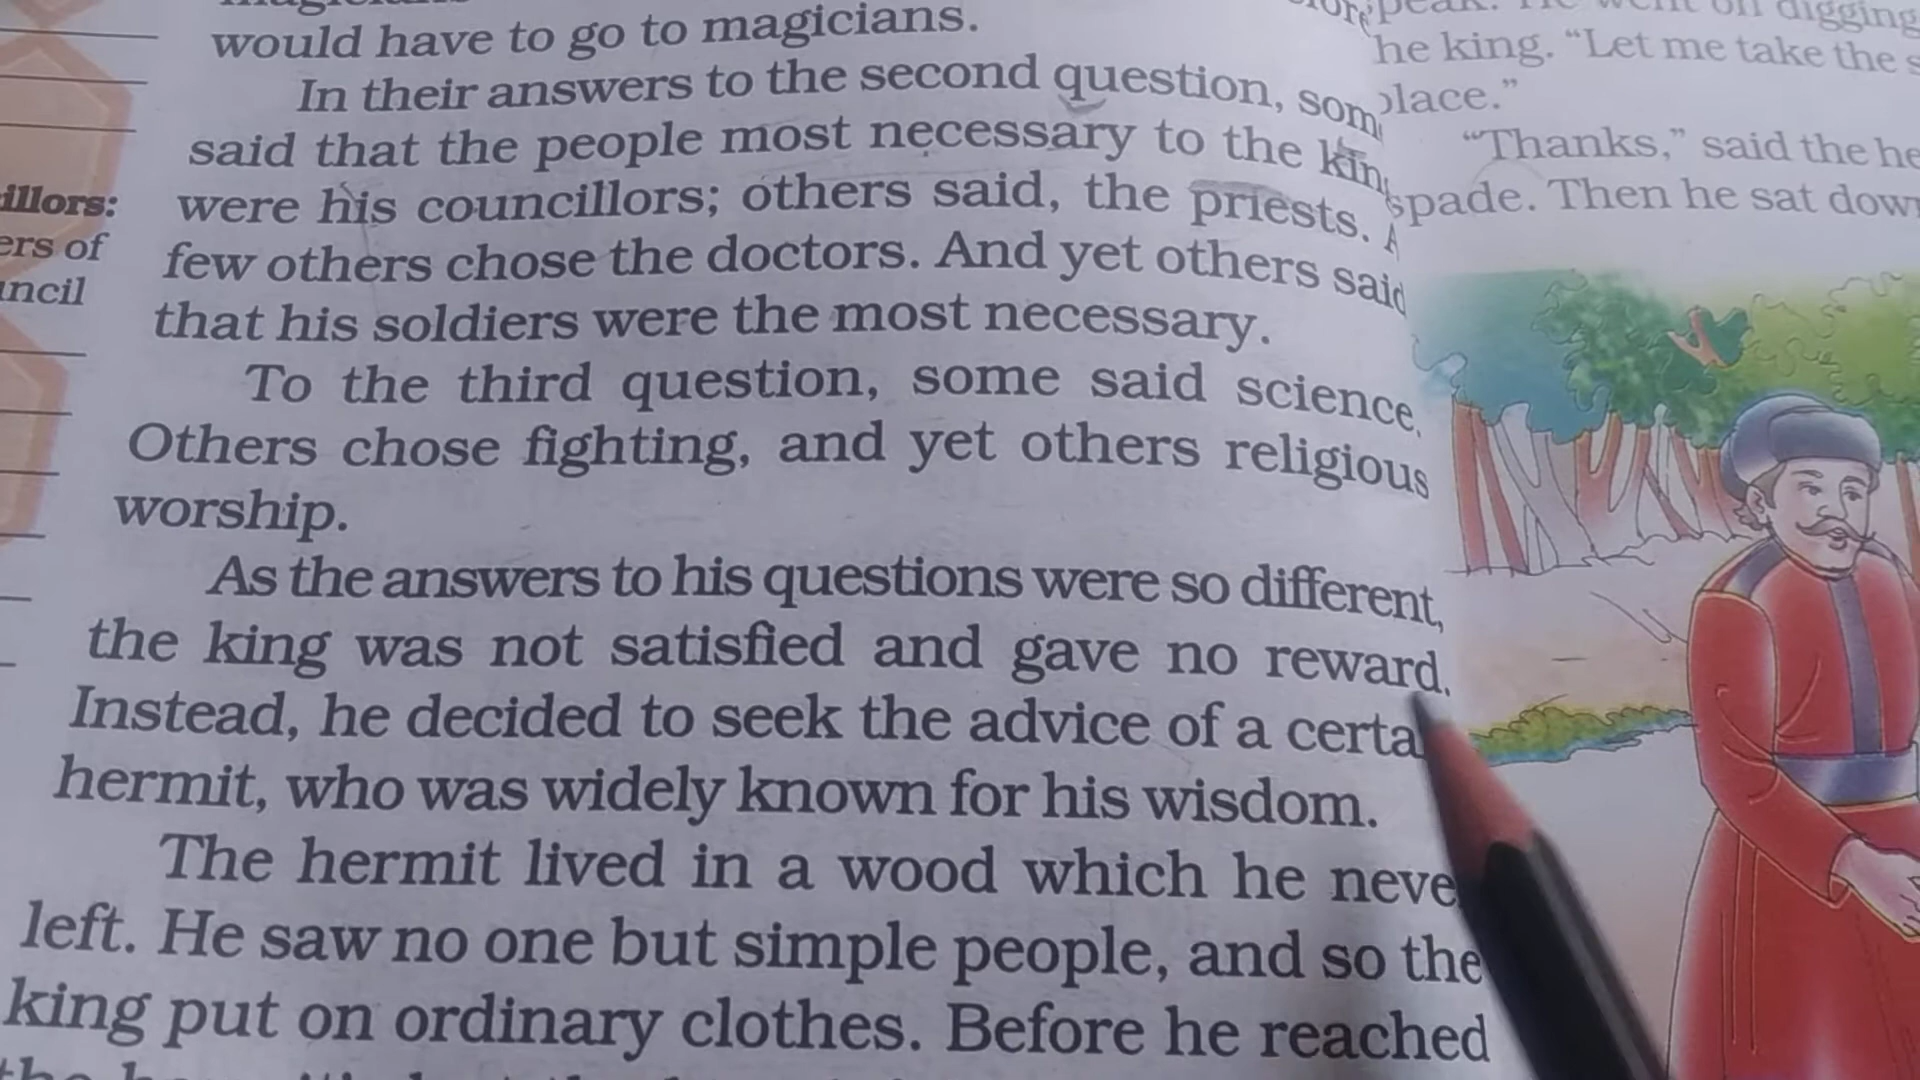 would have to go to magicians.
In their answers to the second question,
said that the people most necessary to the
were his councillors; others said, the priests. A
few others chose the doctors. And yet others said
that his soldiers were the most necessary.
To the third question, some said science.
Others chose fighting, and yet others religious
worship.
As the answers to his questions were so different,
the king was not satisfied and gave no reward.
Instead, he decided to seek the advice of a
hermit, who was widely known for his wisdom.
The hermit lived in a wood which he
left. He saw no one but simple people, and so the
king put on ordinary clothes. Before he reached
illors:
ers of
ncil
went on digging
he king. “Let me take the
place.”
“Thanks,” said the
spade. Then he sat down